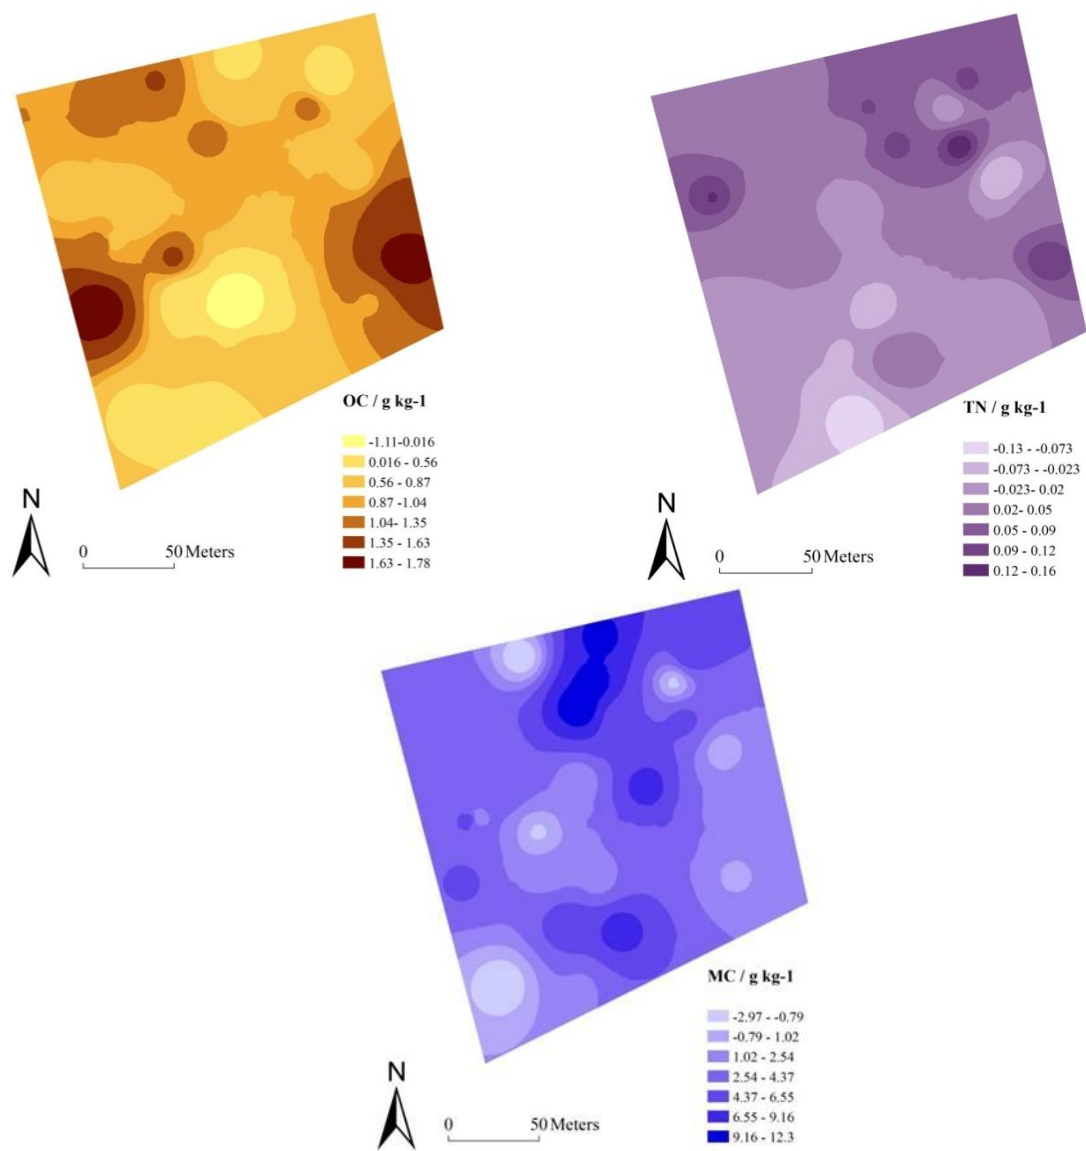 OC / g kg-1
-1.11-0.016
0.016 - 0.56
0.56 - 0.87
0.87 -1.04
1.04- 1.35
1.35 - 1.63
1.63 - 1.78
N
0 50 Meters
TN / g kg-1
-0.13 - -0.073
-0.073 - -0.023
-0.023- 0.02
0.02- 0.05
0.05 - 0.09
0.09 - 0.12
0.12 - 0.16
N
0 50 Meters
MC / g kg-1
-2.97 - -0.79
-0.79 - 1.02
1.02 - 2.54
2.54 - 4.37
4.37 - 6.55
6.55 - 9.16
9.16 - 12.3
N
0 50 Meters